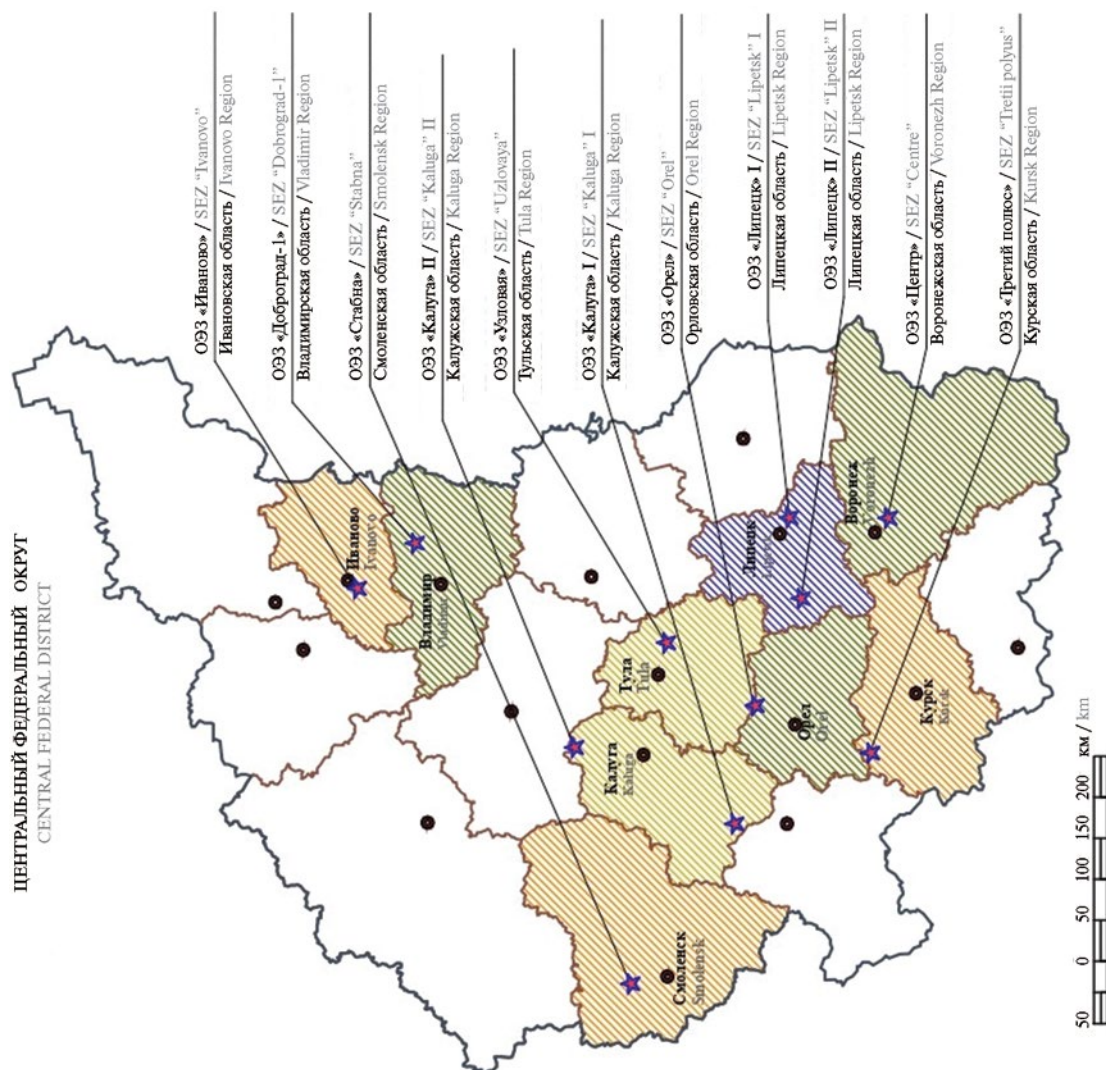 ЦЕНТРАЛЬНЫЙ ФЕДЕРАЛЬНЫЙ ОКРУГ
CENTRAL FEDERAL DISTRICT
ОЭЗ «Иваново» / SEZ “Ivanovo”
Ивановская область / Ivanovo Region
ОЭЗ «Доброград-1» / SEZ “Dobrograd-1”
Владимирская область / Vladimir Region
ОЭЗ «Стабна» / SEZ “Stabna”
Смоленская область / Smolensk Region
ОЭЗ «Калуга» II / SEZ “Kaluga” II
Калужская область / Kaluga Region
ОЭЗ «Узловая» / SEZ “Uzlovaya”
Тульская область / Tula Region
ОЭЗ «Калуга» I / SEZ “Kaluga” I
Калужская область / Kaluga Region
ОЭЗ «Орел» / SEZ “Orel”
Орловская область / Orel Region
ОЭЗ «Липецк» I / SEZ “Lipetsk” I
Липецкая область / Lipetsk Region
ОЭЗ «Липецк» II / SEZ “Lipetsk” II
Липецкая область / Lipetsk Region
ОЭЗ «Центр» / SEZ “Centre”
Воронежская область / Voronezh Region
ОЭЗ «Третий полюс» / SEZ “Tretii polyus”
Курская область / Kursk Region
Иваново
Ivanovo
Владимир
Vladimir
Смоленск
Smolensk
Калуга
Kaluga
Тула
Tula
Орел
Orel
Липецк
Lipetsk
Воронеж
Voronezh
Курск
Kursk
50 0 50 100 150 200 км / km